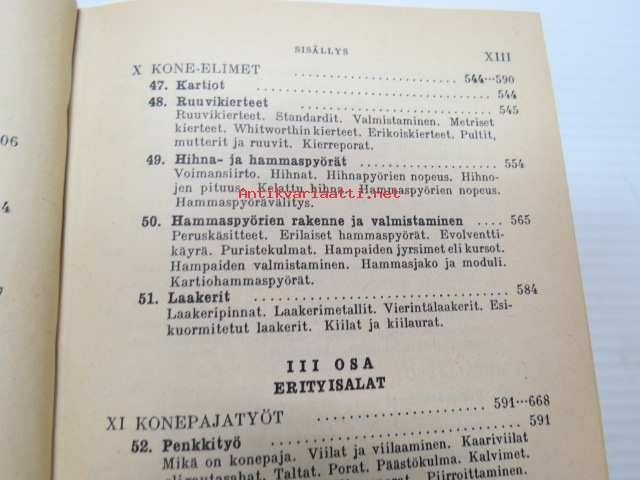 SISÄLLYS XIII
X KONE-ELIMET 544···590
47. Kartiot 544
48. Ruuvikierteet 545
Ruuvikierteet. Standardit. Valmistaminen. Metriset
kierteet. Whitworthin kierteet. Erikoiskierteet. Pultit,
mutterit ja ruuvit. Kierreporat.
49. Hihna- ja hammaspyörät 554
Voimansiirto. Hihnat. Hihnapyörien nopeus. Hihno-
jen pituus. Kelattu hihna. Hammaspyörien nopeus.
Antikvariaatti.net
Hammaspyörävälitys.
50. Hammaspyörien rakenne ja valmistaminen .... 565
Peruskäsitteet. Erilaiset hammaspyörät. Evolventti-
käyrä. Puristekulmat. Hampaiden jyrsimet eli kursot.
Hampaiden valmistaminen. Hammasjako ja moduli.
Kartiohammaspyörät.
51. Laakerit 584
Laakeripinnat. Laakerimetallit. Vierintälaakerit. Esi-
kuormitetut laakerit. Kiilat ja kiilaurat.
III OSA
ERITYISALAT
XI KONEPAJATYÖT 591···668
52. Penkkityö 591
Mikä on konepaja. Viilat ja viilaaminen. Kaariviilat
Taltat. Porat. Päästökulma. Kalvimet.
Piirroittaminen.
06
4
7